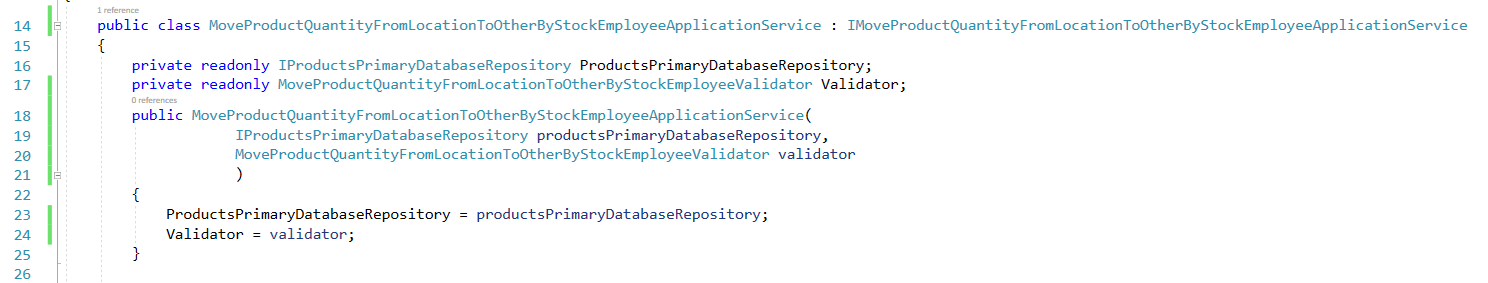 1 reference
14 public class MoveProductQuantityFromLocationToOtherByStockEmployeeApplicationService : IMoveProductQuantityFromLocationToOtherByStockEmployeeApplicationService
15 {
16 private readonly IProductsPrimaryDatabaseRepository ProductsPrimaryDatabaseRepository;
17 private readonly MoveProductQuantityFromLocationToOtherByStockEmployeeValidator Validator;
0 references
18 public MoveProductQuantityFromLocationToOtherByStockEmployeeApplicationService(
19 IProductsPrimaryDatabaseRepository productsPrimaryDatabaseRepository,
20 MoveProductQuantityFromLocationToOtherByStockEmployeeValidator validator
21 )
22 {
23 ProductsPrimaryDatabaseRepository = productsPrimaryDatabaseRepository;
24 Validator = validator;
25 }
26